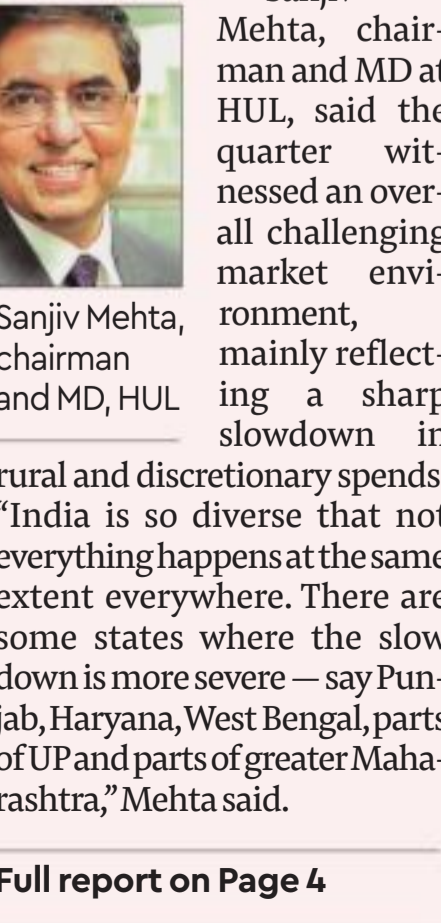 Mehta, chair-
man and MD at
HUL, said the
quarter wit-
nessed an over-
all challenging
market envi-
ronment,
mainly reflect-
ing a sharp
slowdown in
Sanjiv Mehta,
chairman
and MD, HUL
rural and discretionary spends
“India is so diverse that not
everything happens at the same
extent everywhere. There are
some states where the slow
down is more severe — say Pun-
jab, Haryana, West Bengal, parts
of UP and parts of greater Maha-
rashtra,” Mehta said.
Full report on Page 4